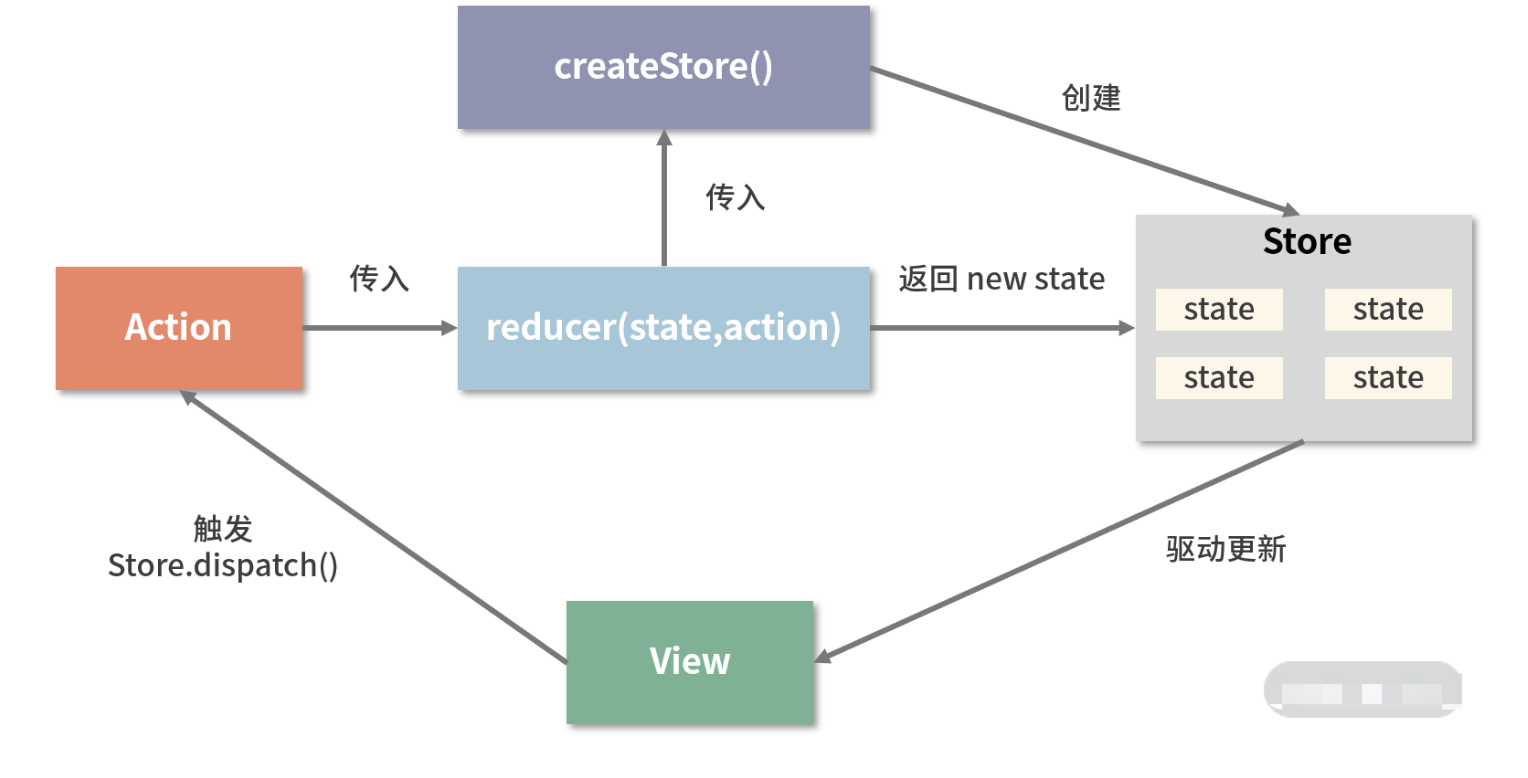 createStore()
创建
传入
Store
Action
传入
reducer(state,action)
返回 new state
state
state
state
state
触发
Store.dispatch()
驱动更新
View